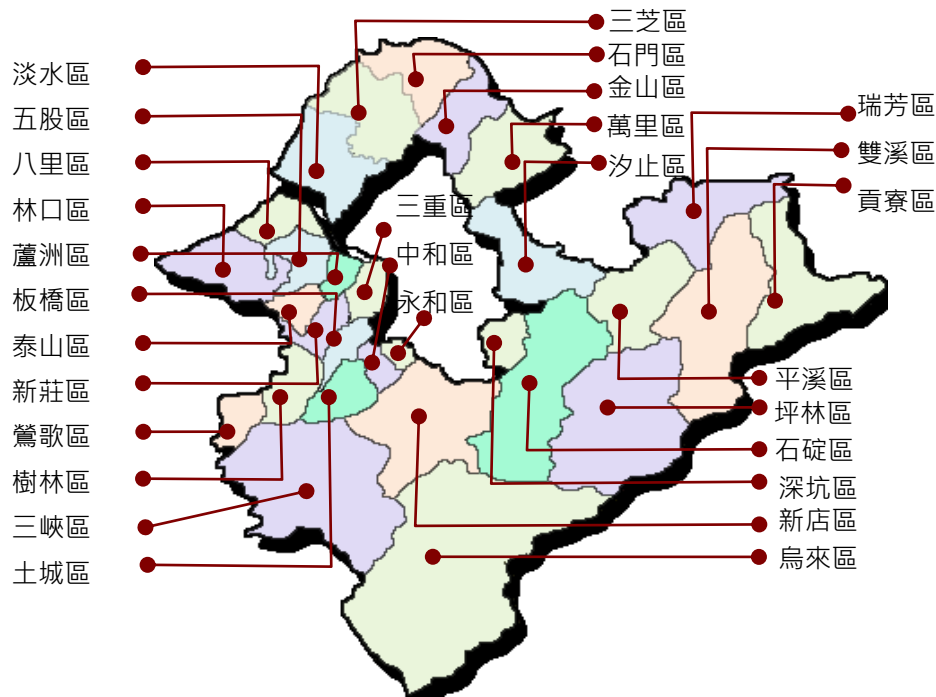 三芝區
石門區
金山區
萬里區
汐止區
瑞芳區
雙溪區
貢寮區
淡水區
五股區
八里區
林口區
蘆洲區
板橋區
泰山區
新莊區
鶯歌區
樹林區
三峽區
土城區
三重區
中和區
永和區
平溪區
坪林區
石碇區
深坑區
新店區
烏來區